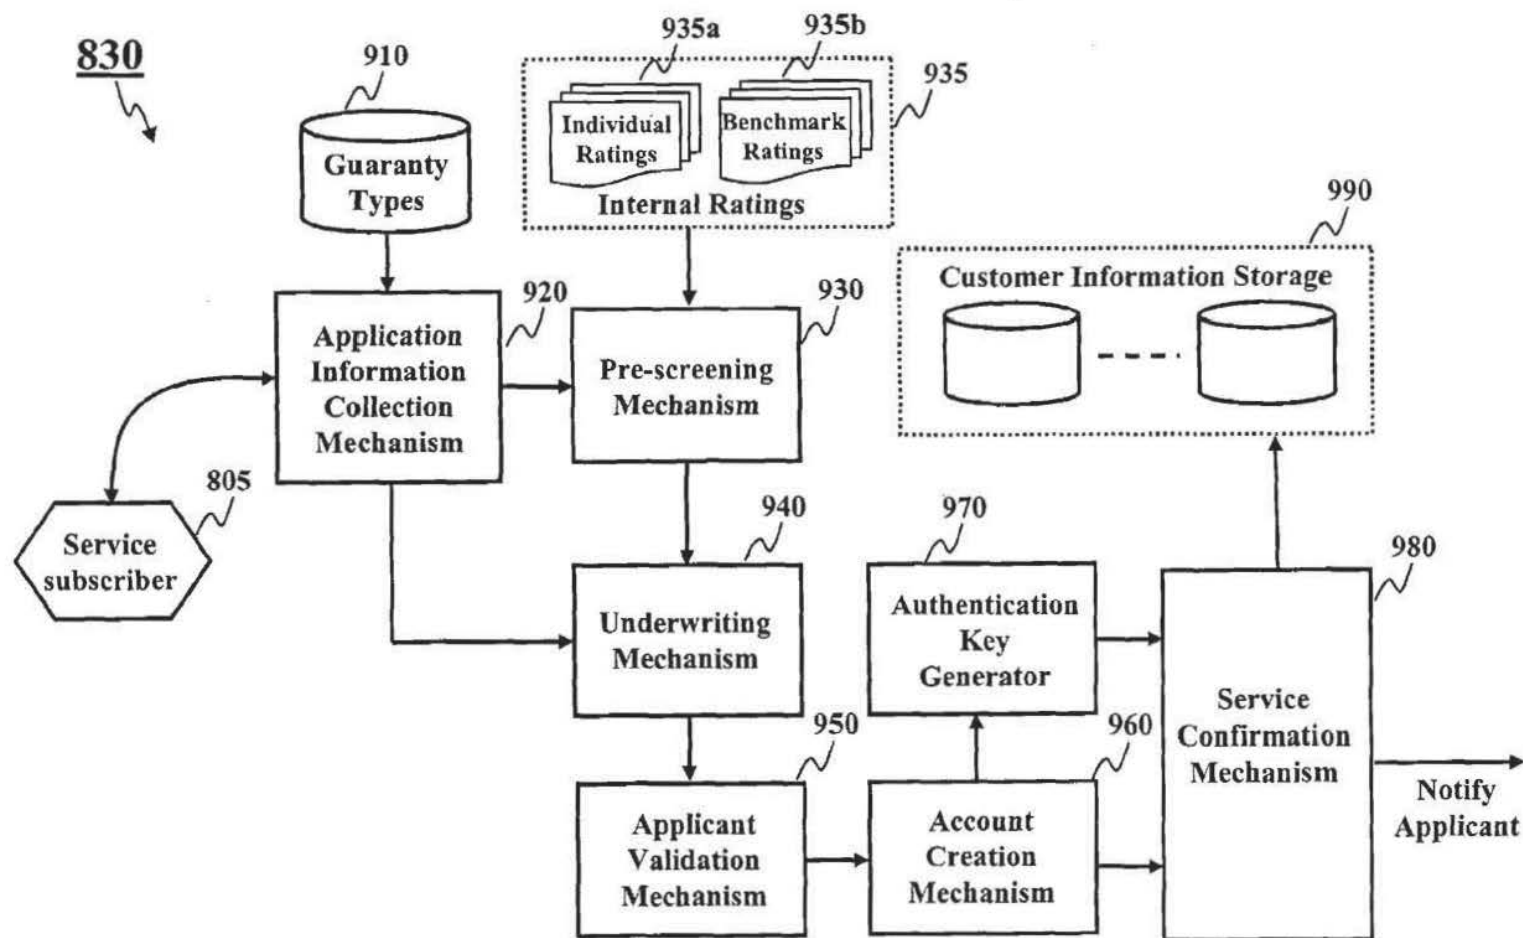 830
910
935a
935b
935
Guaranty
Types
Individual
Ratings
Benchmark
Ratings
Internal Ratings
990
Customer Information Storage
920
930
Application
Information
Collection
Mechanism
Pre-screening
Mechanism
805
Service
subscriber
940
970
980
Underwriting
Mechanism
Authentication
Key
Generator
Service
Confirmation
Mechanism
950
960
Applicant
Validation
Mechanism
Account
Creation
Mechanism
Notify
Applicant